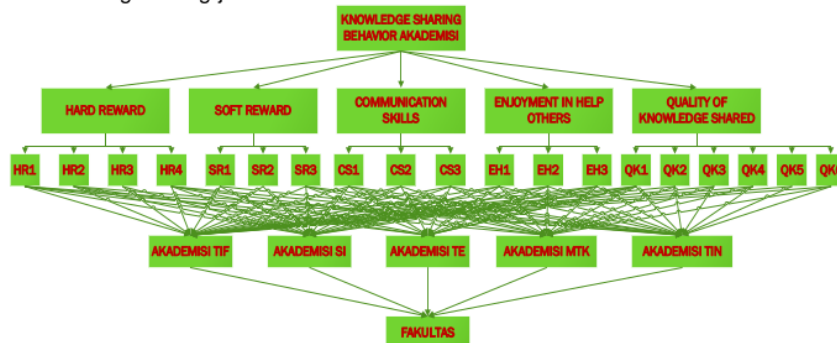 KNOWLEDGE SHARING
BEHAVIOR AKADEMISI
HARD REWARD
SOFT REWARD
COMMUNICATION
SKILLS
ENJOYMENT IN HELP
OTHERS
QUALITY OF
KNOWLEDGE SHARED
HR1 HR2 HR3 HR4 SR1 SR2 SR3 CS1 CS2 CS3 EH1 EH2 EH3 QK1 QK2 QK3 QK4 QK5 QK6
AKADEMISI TIF AKADEMISI SI AKADEMISI TE AKADEMISI MTK AKADEMISI TIN
FAKULTAS